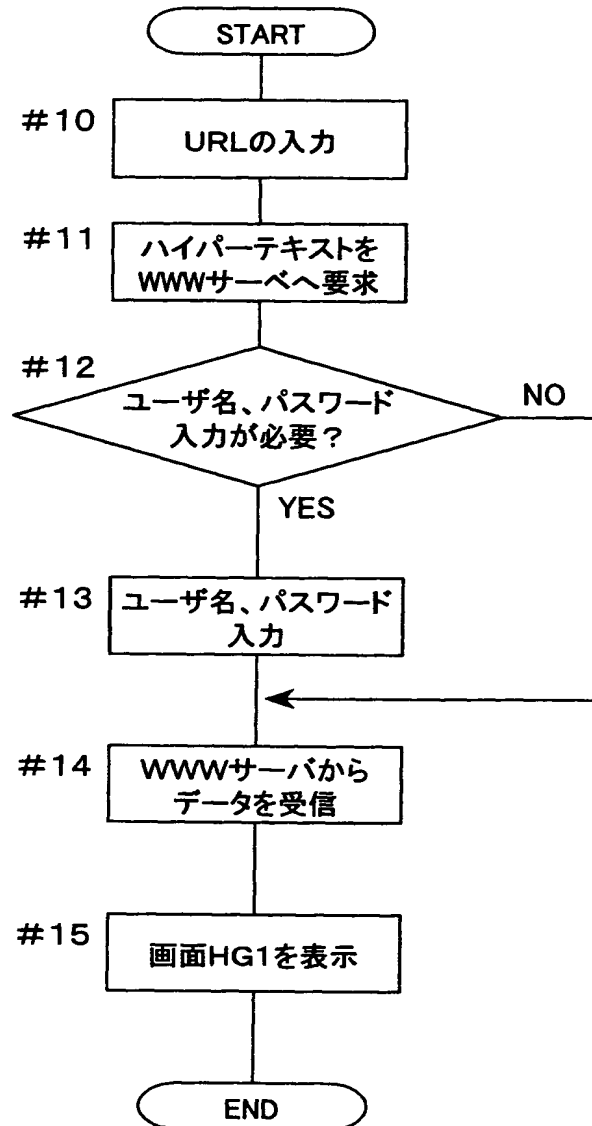 START
#10
URLの入力
#11
ハイパーテキストを
WWWサーベへ要求
#12
ユーザ名、パスワード
入力が必要?
NO
YES
#13
ユーザ名、パスワード
入力
#14
WWWサーバから
データを受信
#15
画面HG1を表示
END